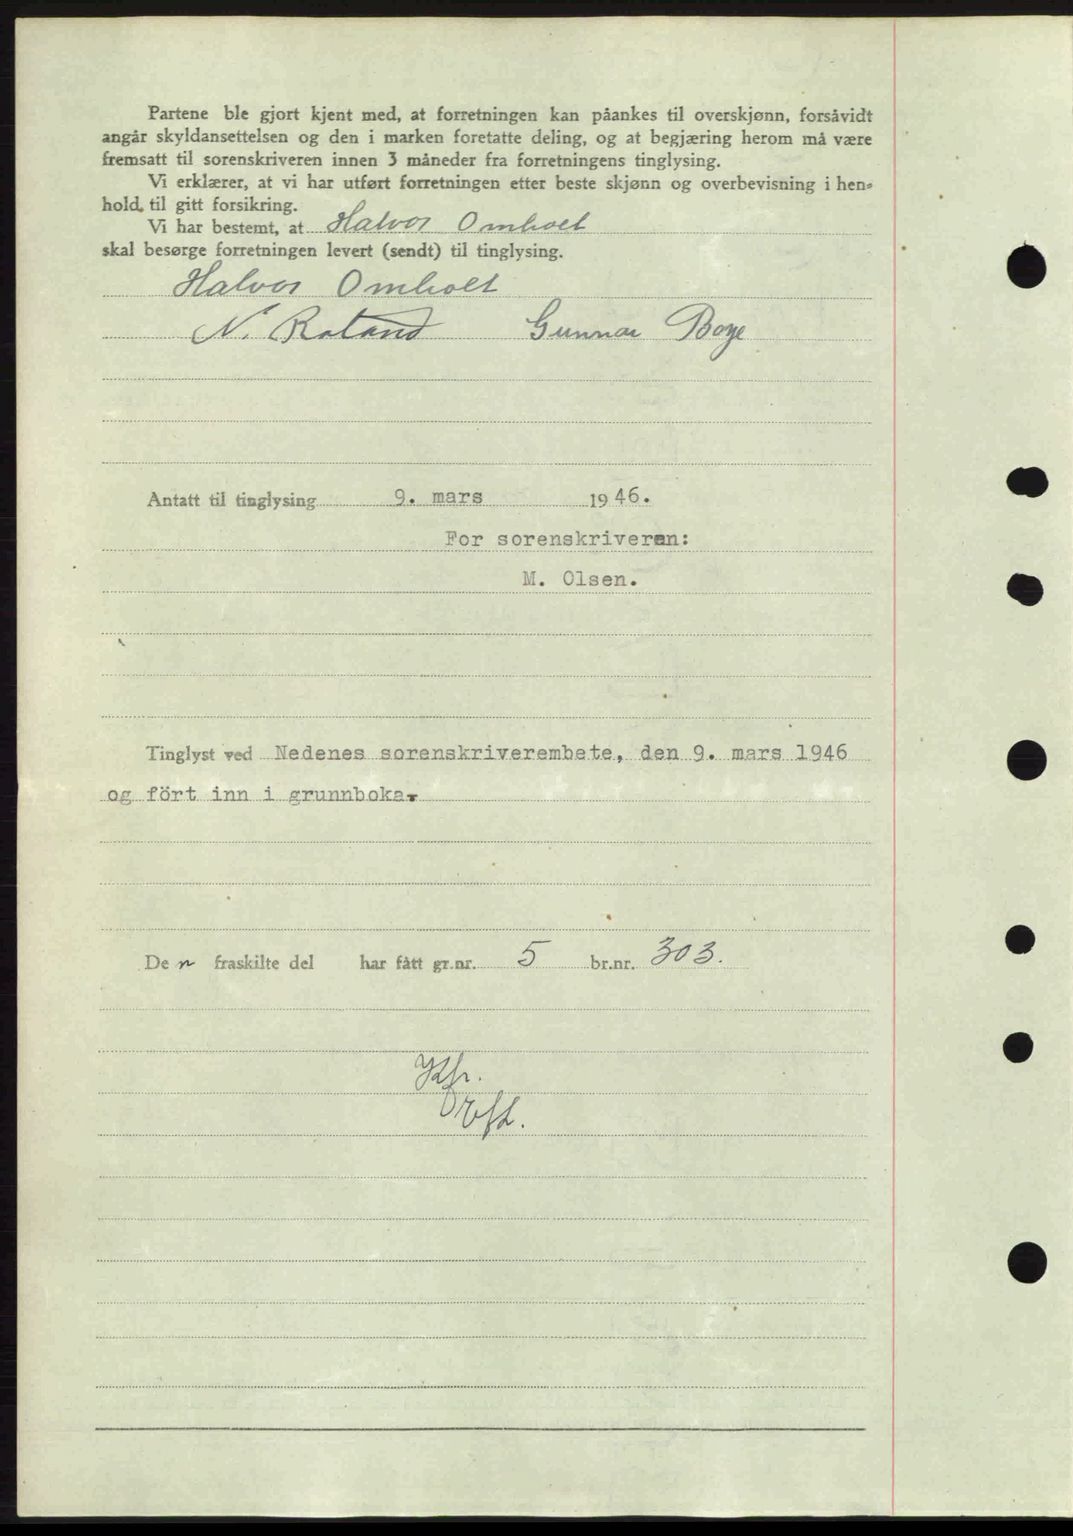 Partene ble gjort kjent med, at forretningen kan påankes til overskjønn, forsåvidt
angår skyldansettelsen og den i marken foretatte deling, og at begjæring herom må være
fremsatt til sorenskriveren innen 3 måneder fra forretningens tinglysing.
Vi erklærer, at vi har utført forretningen etter beste skjønn og overbevisning i hen-
hold til gitt forsikring.
Vi har bestemt, at Halvor Omholt
skal besørge forretningen levert (sendt) til tinglysing.
Halvor Omholt
N. Roland Gunnar Boye
Antatt til tinglysing 9. mars 1946.
For sorenskriveren:
M. Olsen.
Tinglyst ved Nedenes sorenskriverembete, den 9. mars 1946
og fört inn i grunnboka.
Den fraskilte del har fått gr.nr. 5 br.nr. 303.